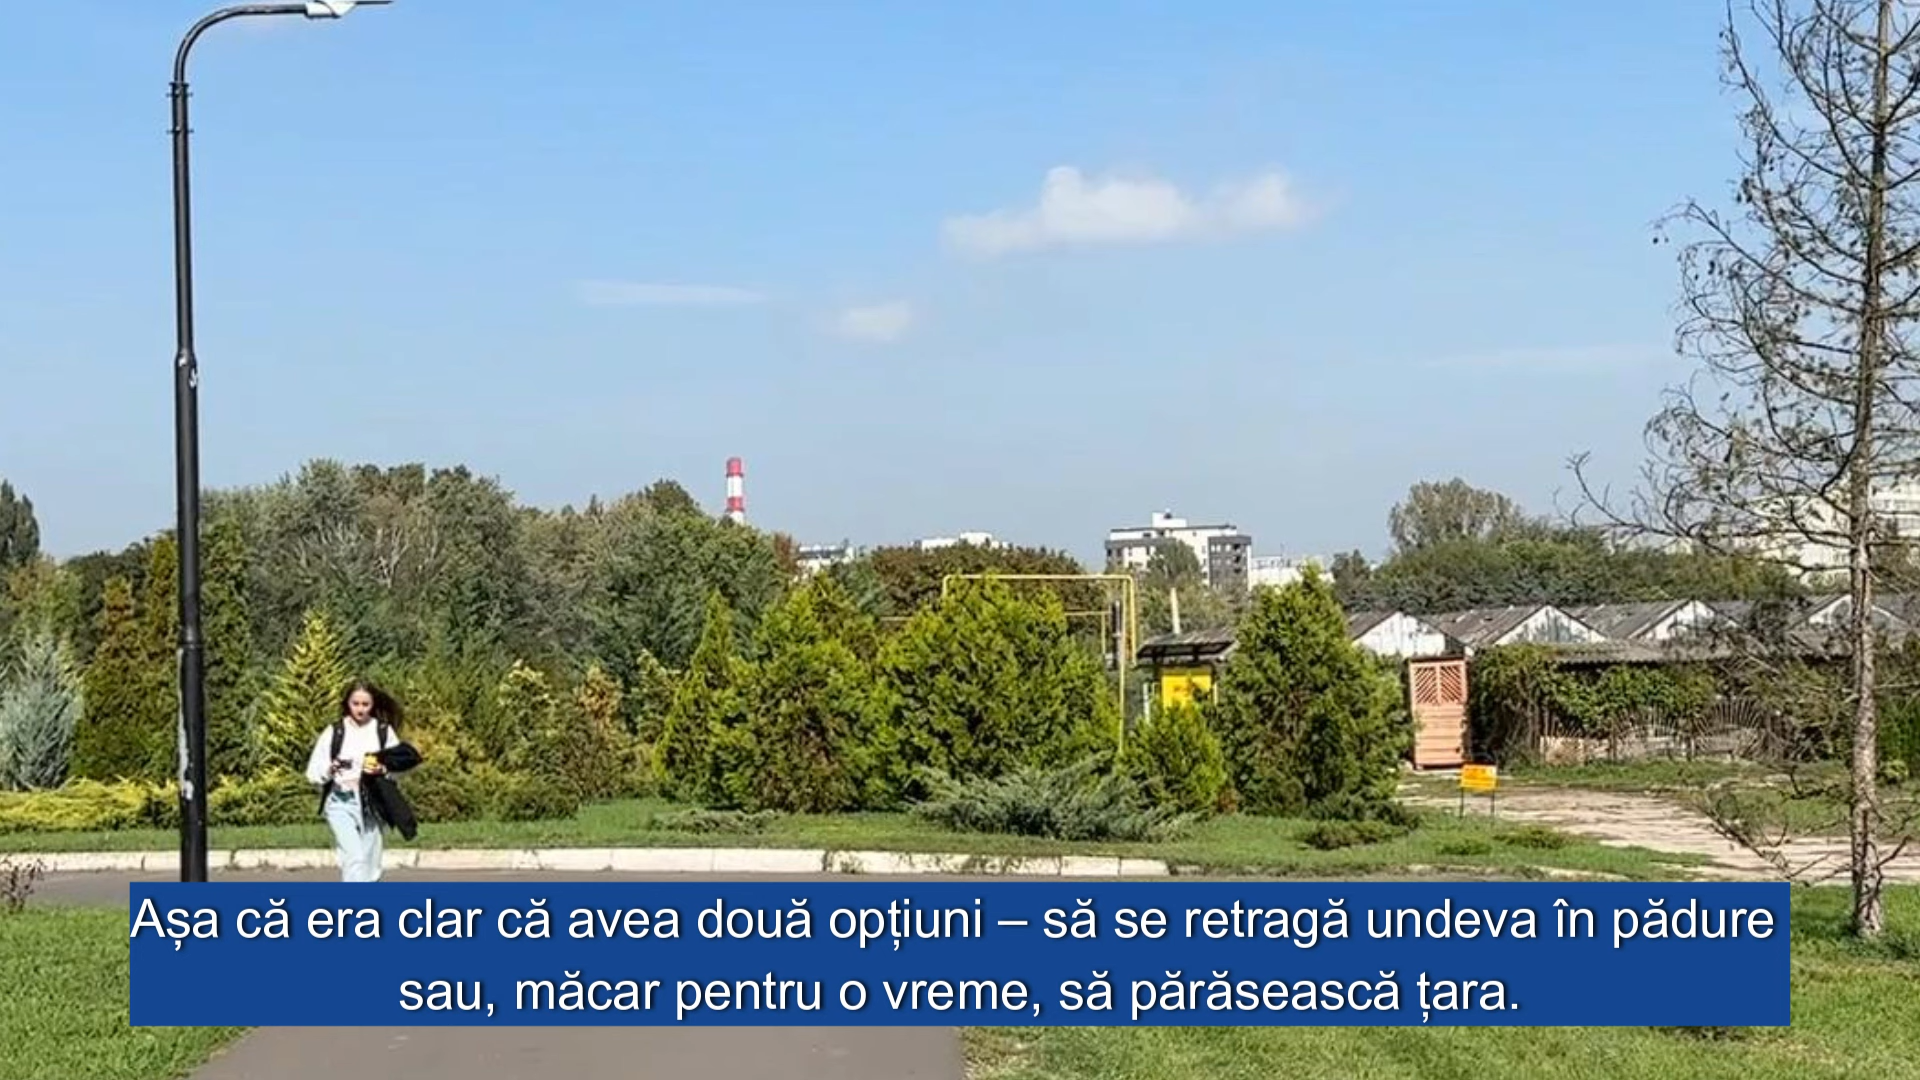 Așa că era clar că avea două opțiuni – să se retragă undeva în pădure
sau, măcar pentru o vreme, să părăsească țara.